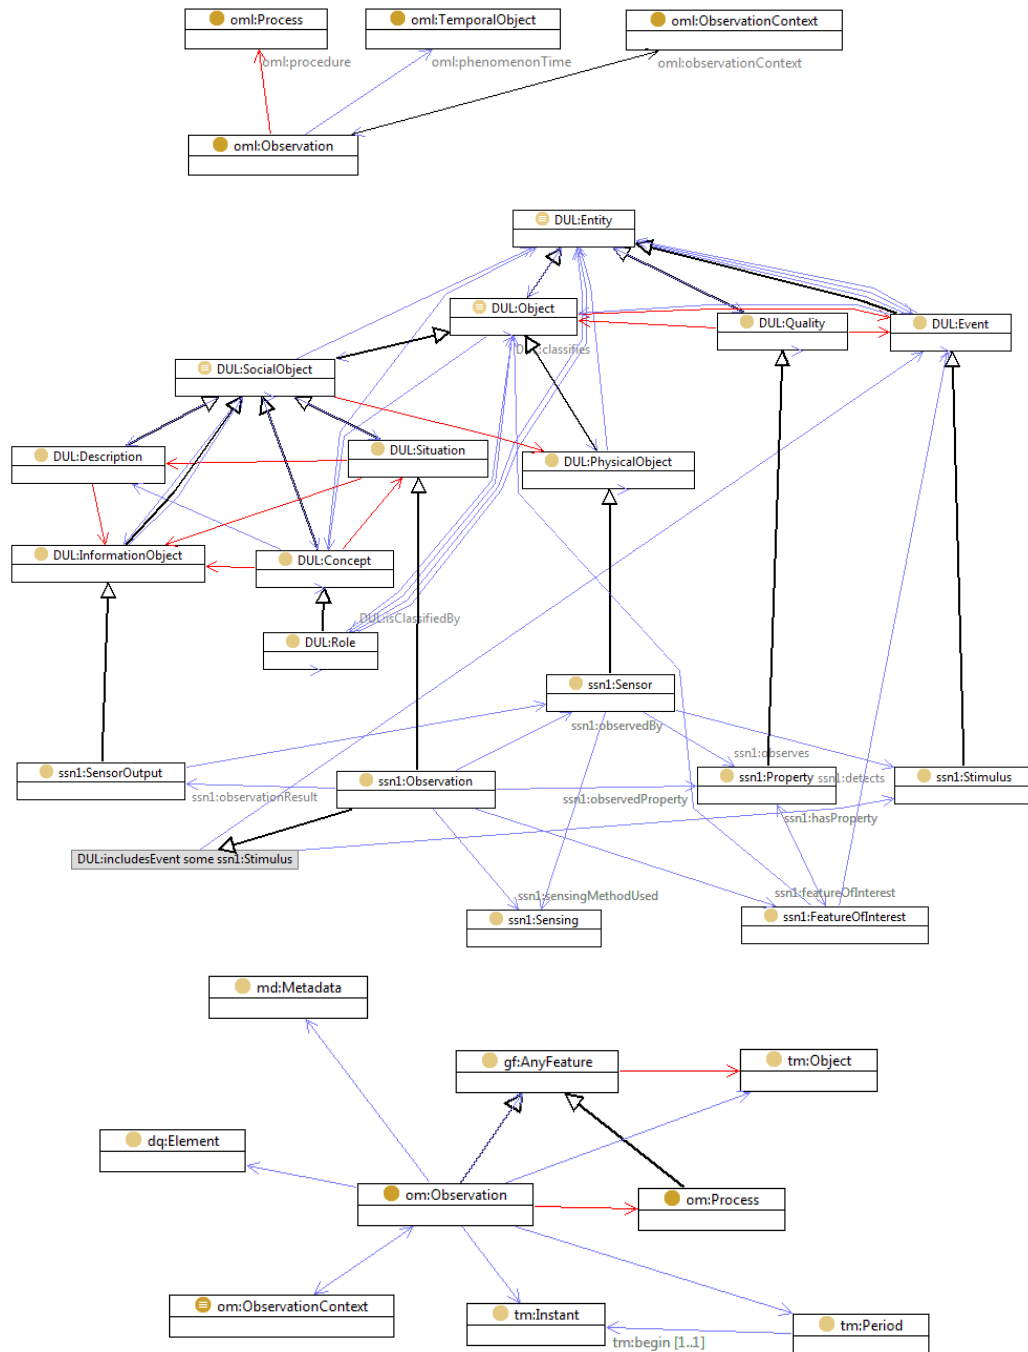 oml:Process
oml:TemporalObject
oml:ObservationContext
oml:procedure
oml:phenomenonTime
oml:observationContext
oml:Observation
DUL:Entity
DUL:Object
DUL:Quality
DUL:Event
DUL:classifies
DUL:SocialObject
DUL:Description
DUL:Situation
DUL:PhysicalObject
DUL:InformationObject
DUL:Concept
DUL:isClassifiedBy
DUL:Role
ssn1:Sensor
ssn1:observedBy
ssn1:observes
ssn1:SensorOutput
ssn1:Observation
ssn1:Property
ssn1:detects
ssn1:Stimulus
ssn1:observationResult
ssn1:observedProperty
ssn1:hasProperty
DUL:includesEvent some ssn1:Stimulus
ssn1:sensingMethodUsed
ssn1:featureOfInterest
ssn1:Sensing
ssn1:FeatureOfInterest
md:Metadata
gf:AnyFeature
tm:Object
dq:Element
om:Observation
om:Process
om:ObservationContext
tm:Instant
tm:Period
tm:begin [1..1]